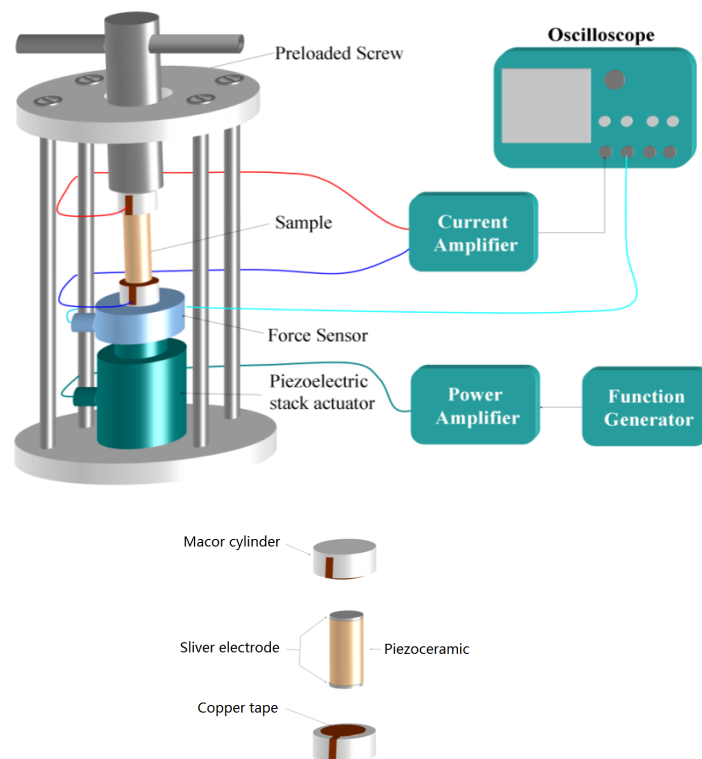 Oscilloscope
Preloaded Screw
Sample
Current
Amplifier
Force Sensor
Piezoelectric
stack actuator
Power
Amplifier
Function
Generator
Macor cylinder
Sliver electrode
Piezoceramic
Copper tape